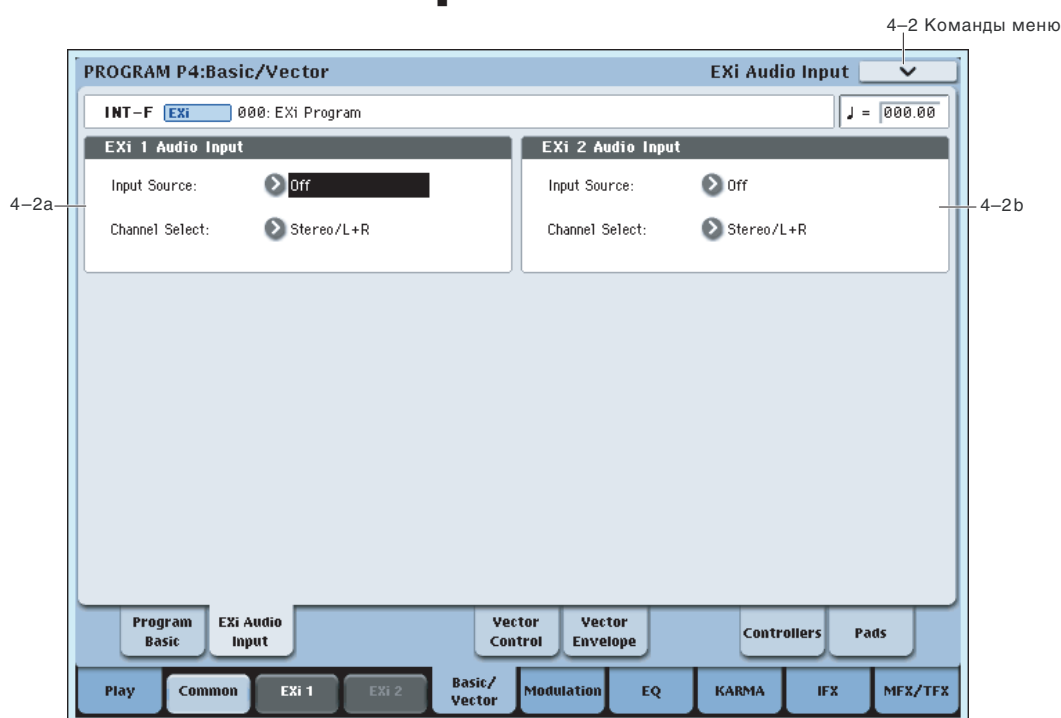 4–2 Команды меню
PROGRAM P4:Basic/Vector EXi Audio Input
INT-F EXi 000: EXi Program ♩ = 000.00
EXi 1 Audio Input EXi 2 Audio Input
Input Source: Off Input Source: Off
4–2a 4–2b
Channel Select: Stereo/L+R Channel Select: Stereo/L+R
Program Basic EXi Audio Input Vector Control Vector Envelope Controllers Pads
Play Common EXi 1 EXi 2 Basic/Vector Modulation EQ KARMA IFX MFX/TFX